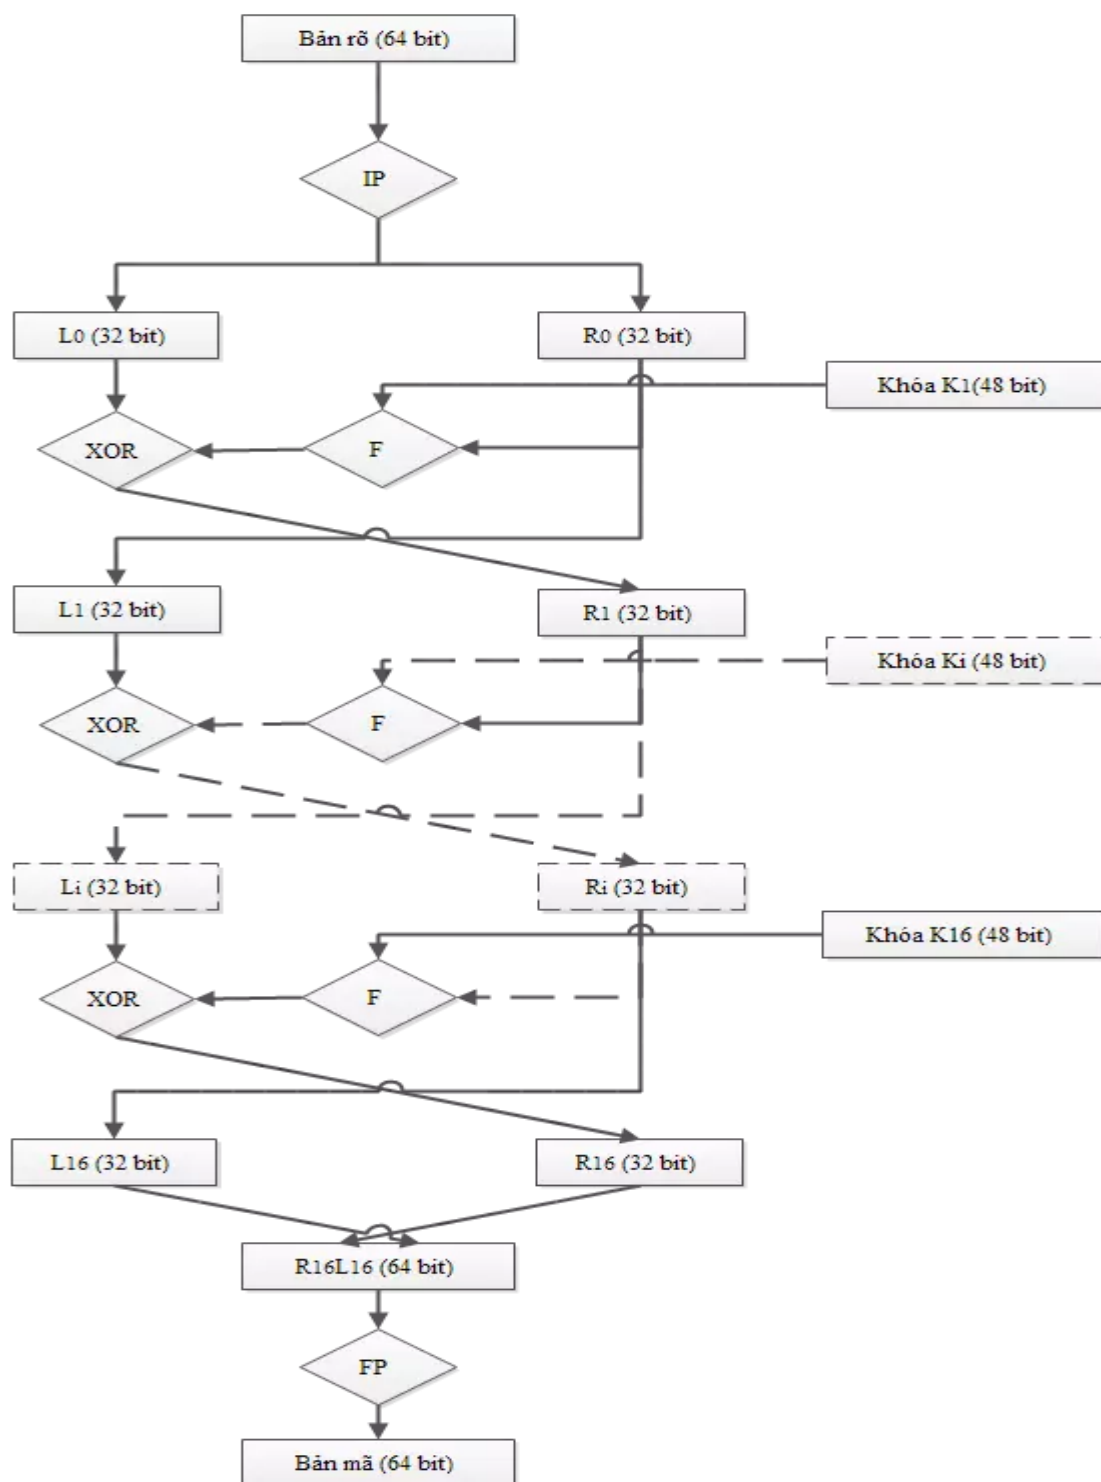 Bản rõ (64 bit)
IP
L0 (32 bit)
R0 (32 bit)
Khóa K1(48 bit)
XOR
F
L1 (32 bit)
R1 (32 bit)
Khóa Ki (48 bit)
XOR
F
Li (32 bit)
Ri (32 bit)
Khóa K16 (48 bit)
XOR
F
L16 (32 bit)
R16 (32 bit)
R16L16 (64 bit)
FP
Bản mã (64 bit)